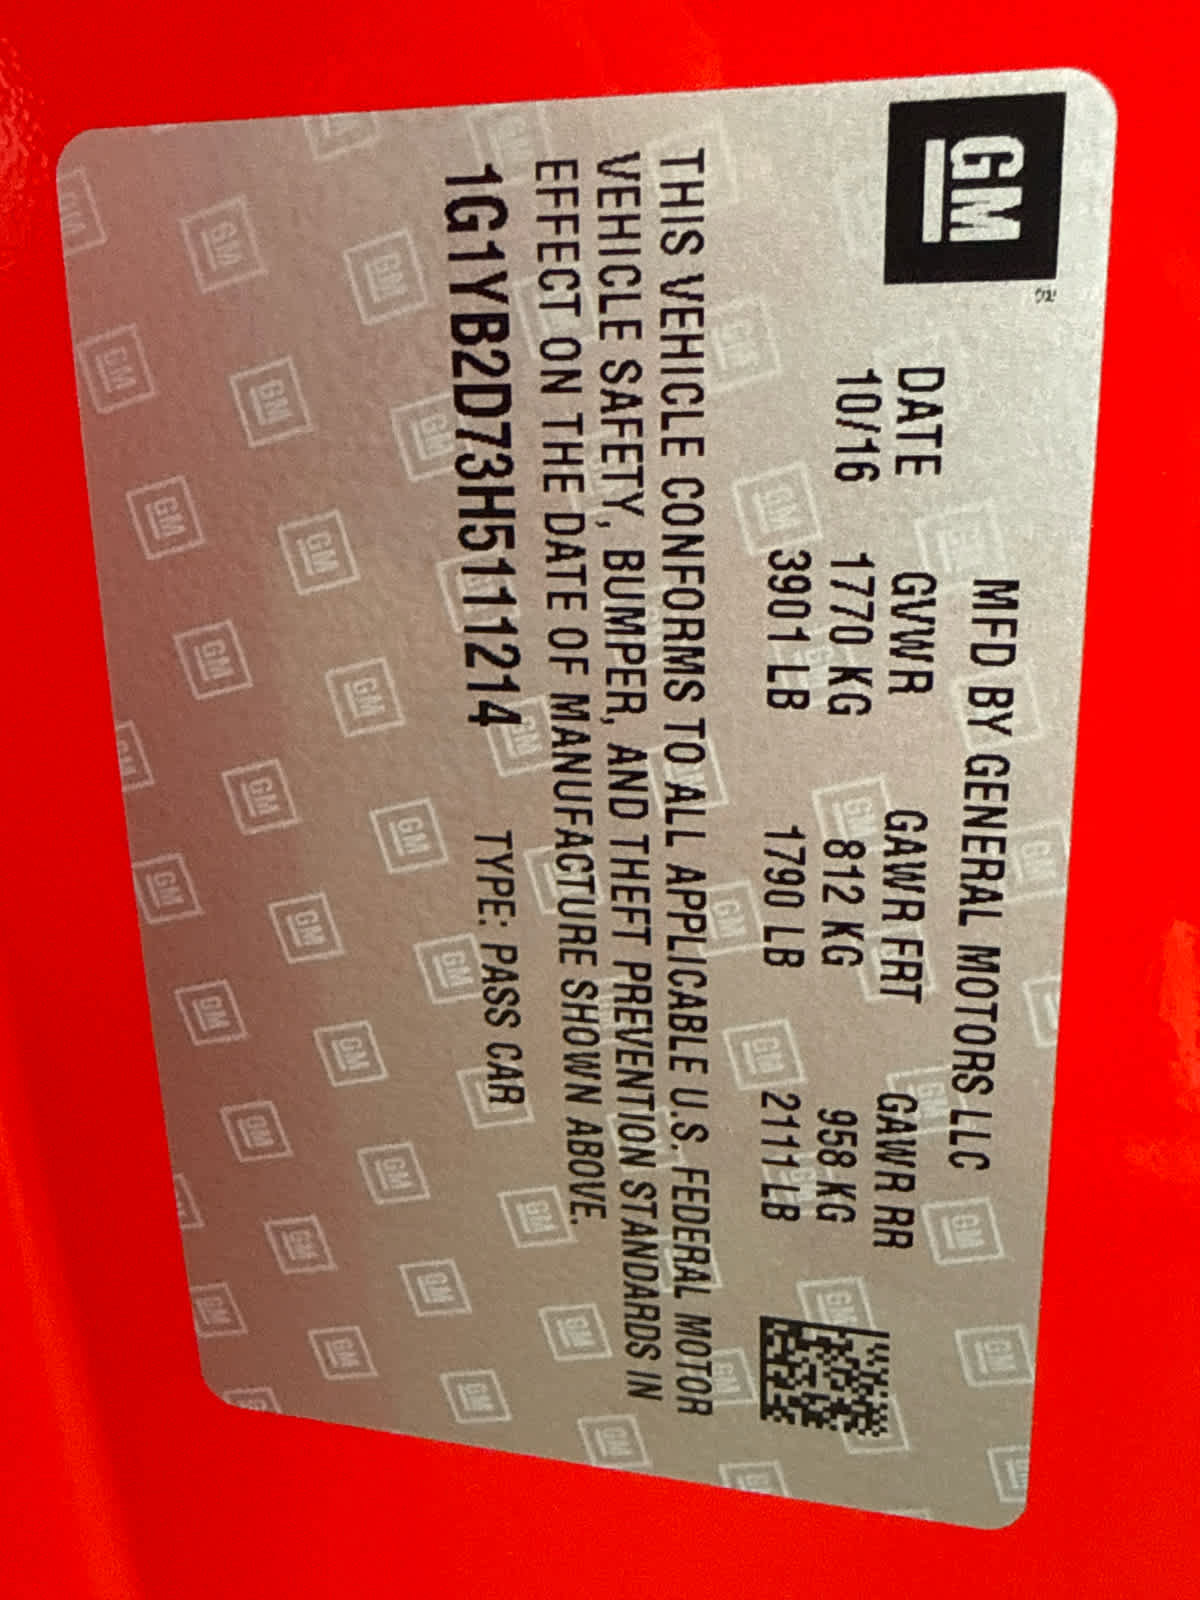 GM
MFD BY GENERAL MOTORS LLC
DATE GVWR GAWR FRT GAWR RR
10/16 1770 KG 812 KG 958 KG
3901 LB 1790 LB 2111 LB
THIS VEHICLE CONFORMS TO ALL APPLICABLE U.S. FEDERAL MOTOR
VEHICLE SAFETY, BUMPER, AND THEFT PREVENTION STANDARDS IN
EFFECT ON THE DATE OF MANUFACTURE SHOWN ABOVE.
1G1YB2D73H5111214 TYPE: PASS CAR